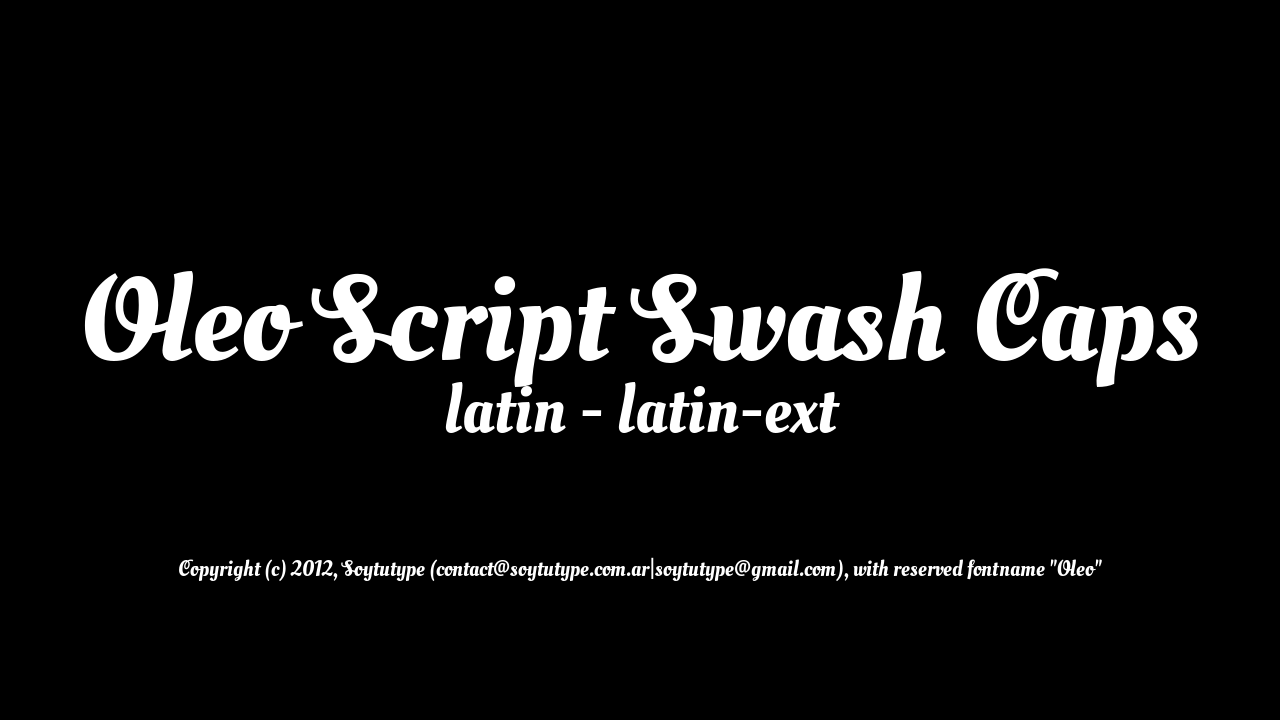 Oleo Script Swash Caps
latin - latin-ext
Copyright (c) 2012, Soytutype (contact@soytutype.com.ar|soytutype@gmail.com), with reserved fontname "Oleo"